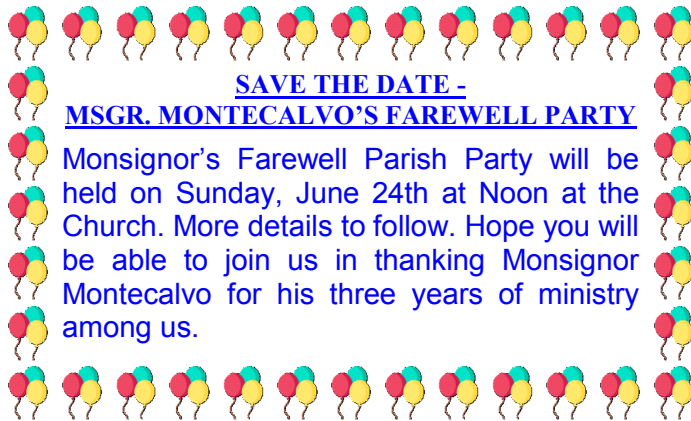 SAVE THE DATE -
MSGR. MONTECALVO’S FAREWELL PARTY
Monsignor’s Farewell Parish Party will be
held on Sunday, June 24th at Noon at the
Church. More details to follow. Hope you will
be able to join us in thanking Monsignor
Montecalvo for his three years of ministry
among us.